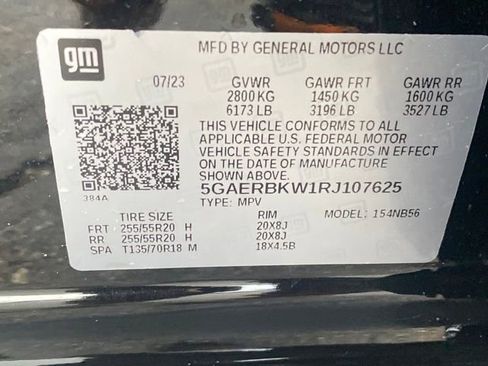 gm
MFD BY GENERAL MOTORS LLC
07/23 GVWR GAWR FRT GAWR RR
2800 KG 1450 KG 1600 KG
6173 LB 3196 LB 3527 LB
THIS VEHICLE CONFORMS TO ALL
APPLICABLE U.S. FEDERAL MOTOR
VEHICLE SAFETY STANDARDS IN EFFECT
ON THE DATE OF MANUFACTURE
SHOWN ABOVE.
5GAERBKW1RJ107625
384A TYPE: MPV
TIRE SIZE RIM MODEL: 154NB56
FRT 255/55R20 H 20X8J
RR 255/55R20 H 20X8J
SPA T135/70R18 M 18X4.5B